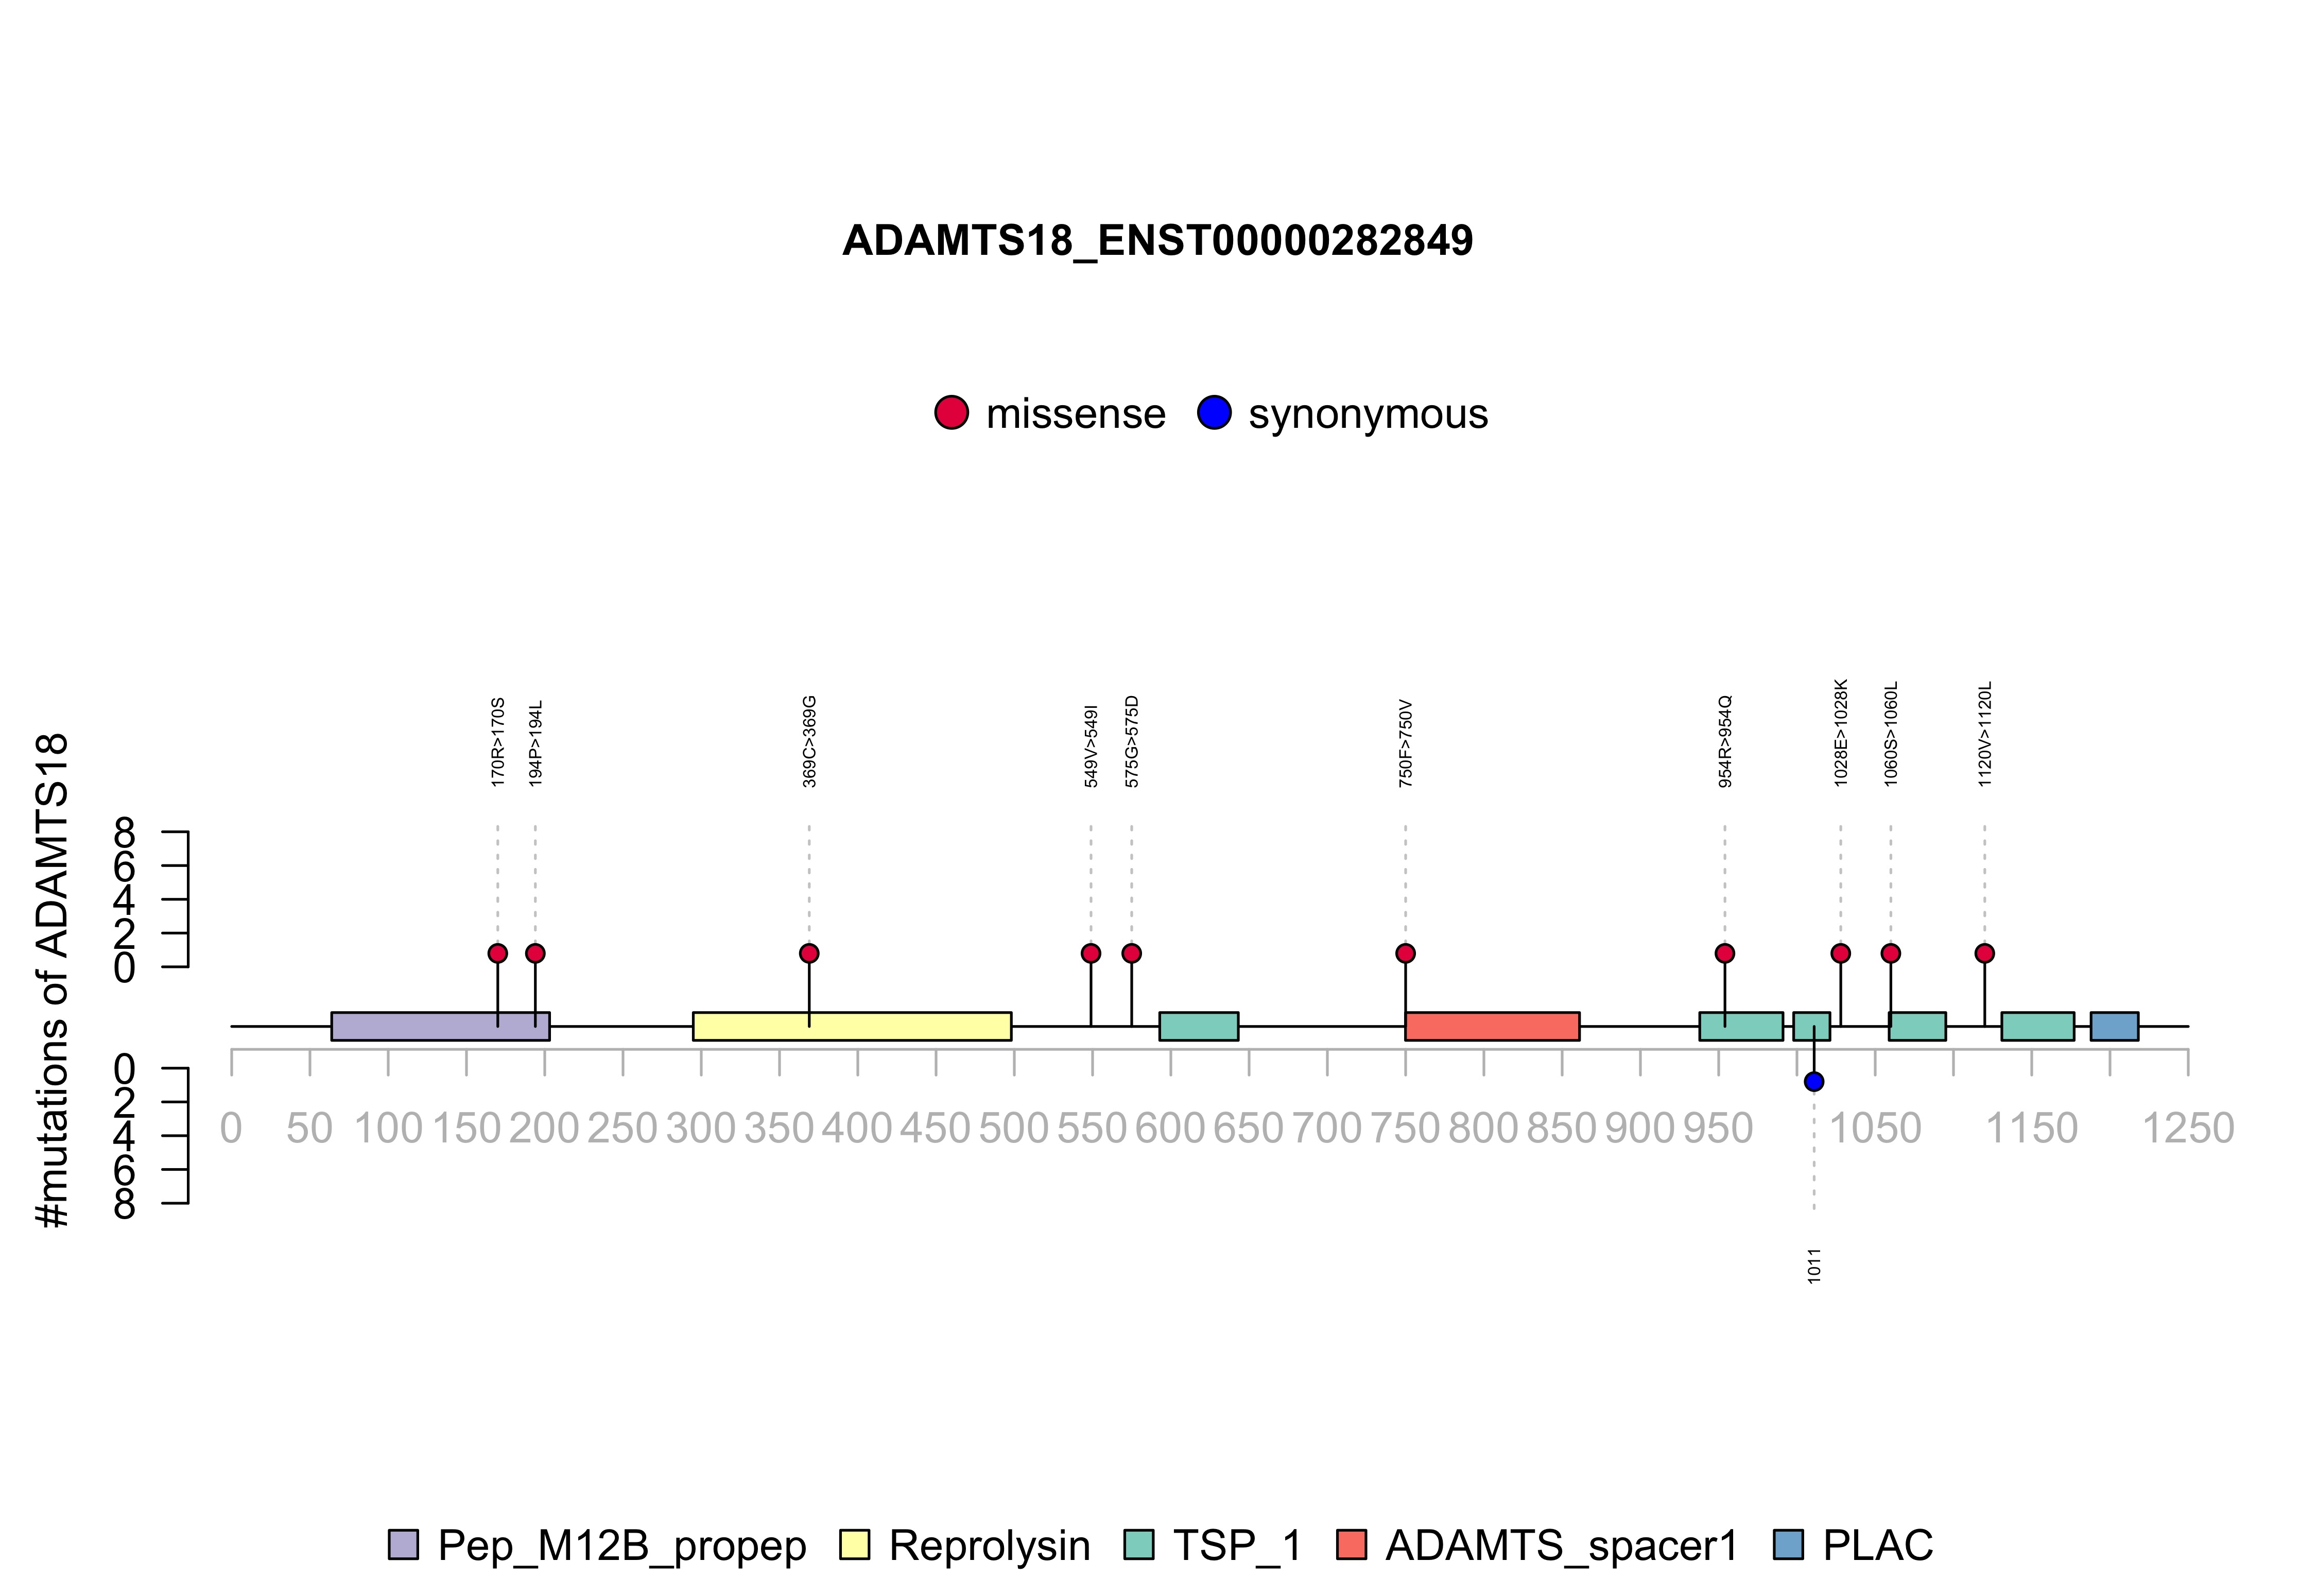 ADAMTS18_ENST00000282849
missense synonymous
170R>170S 194P>194L 369C>369G 549V>549I 575G>575D 750F>750V 954R>954Q 1028E>1028K 1060S>1060L 1120V>1120L
#mutations of ADAMTS18
8
6
4
2
0
0
2
4
6
8
0 50 100 150 200 250 300 350 400 450 500 550 600 650 700 750 800 850 900 950 1050 1150 1250
1011
Pep_M12B_propep Reprolysin TSP_1 ADAMTS_spacer1 PLAC